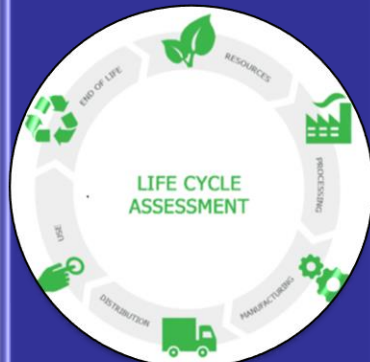 LIFE CYCLE
ASSESSMENT
RESOURCES
PROCESSING
MANUFACTURING
DISTRIBUTION
USE
END OF LIFE